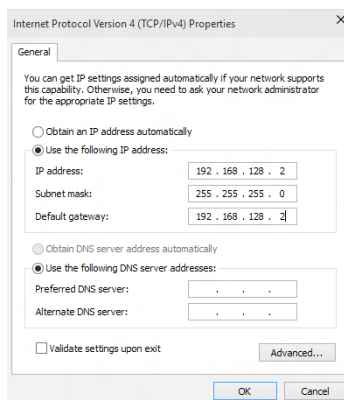 Internet Protocol Version 4 (TCP/IPv4) Properties
General
You can get IP settings assigned automatically if your network supports
this capability. Otherwise, you need to ask your network administrator
for the appropriate IP settings.
Obtain an IP address automatically
Use the following IP address:
IP address: 192 . 168 . 128 . 2
Subnet mask: 255 . 255 . 255 . 0
Default gateway: 192 . 168 . 128 . 2
Obtain DNS server address automatically
Use the following DNS server addresses:
Preferred DNS server: . . .
Alternate DNS server: . . .
Validate settings upon exit
Advanced...
OK Cancel